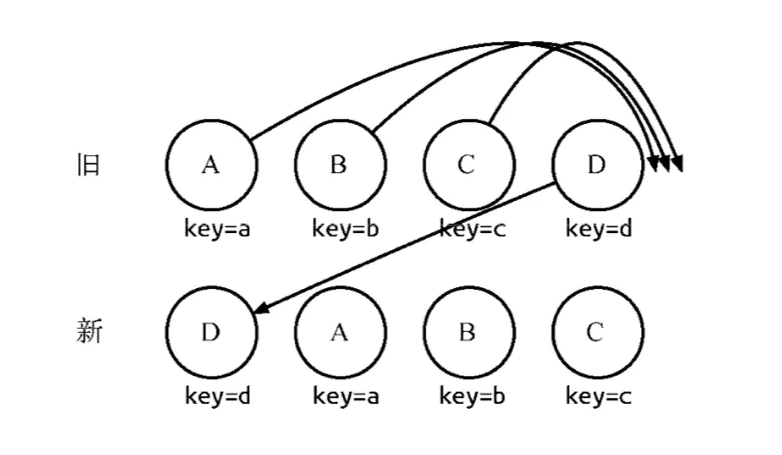 旧 A B C D
key=a key=b key=c key=d
新 D A B C
key=d key=a key=b key=c